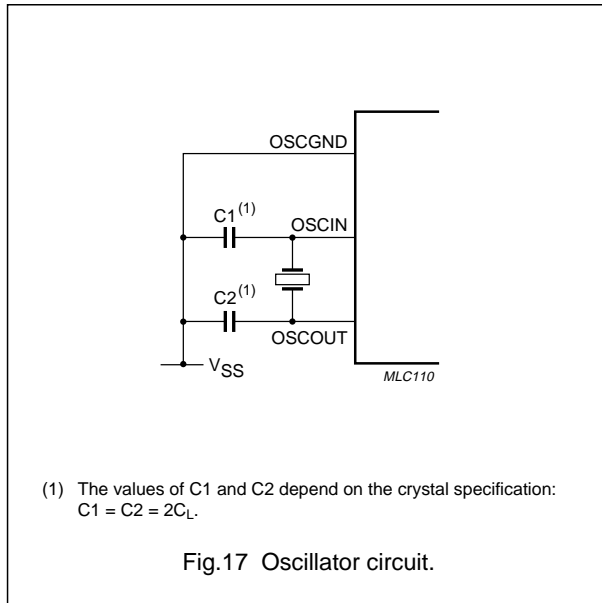 OSCGND
C1(1)
OSCIN
C2(1)
OSCOUT
VSS
MLC110
(1) The values of C1 and C2 depend on the crystal specification:
C1 = C2 = 2CL.
Fig.17 Oscillator circuit.